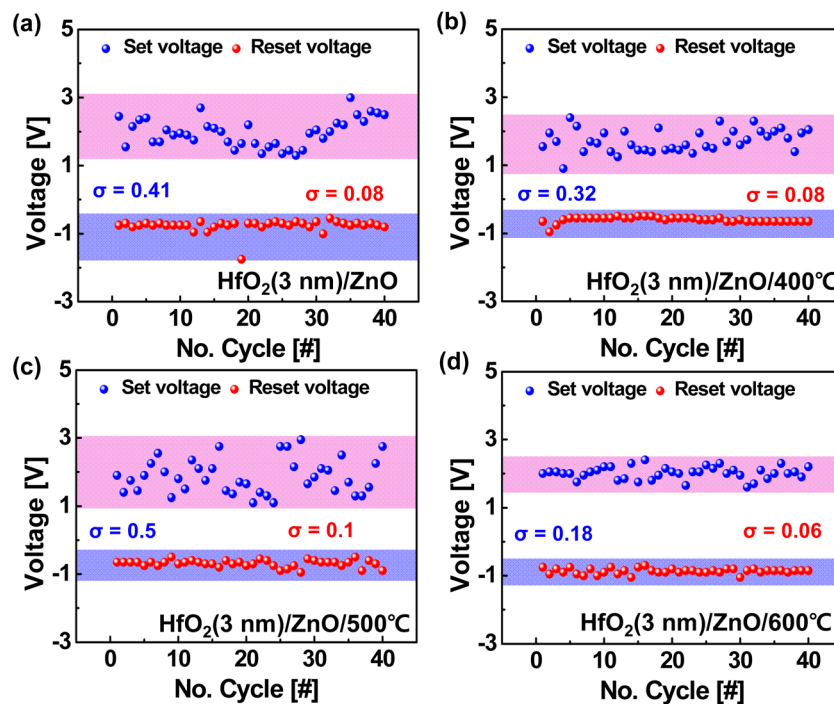 (a)
5
3
1
-1
-3
Voltage [V]
Set voltage Reset voltage
σ = 0.41 σ = 0.08
HfO₂(3 nm)/ZnO
0 10 20 30 40
No. Cycle [#]
(b)
5
3
1
-1
-3
Voltage [V]
Set voltage Reset voltage
σ = 0.32 σ = 0.08
HfO₂(3 nm)/ZnO/400℃
0 10 20 30 40
No. Cycle [#]
(c)
5
3
1
-1
-3
Voltage [V]
Set voltage Reset voltage
σ = 0.5 σ = 0.1
HfO₂(3 nm)/ZnO/500℃
0 10 20 30 40
No. Cycle [#]
(d)
5
3
1
-1
-3
Voltage [V]
Set voltage Reset voltage
σ = 0.18 σ = 0.06
HfO₂(3 nm)/ZnO/600℃
0 10 20 30 40
No. Cycle [#]